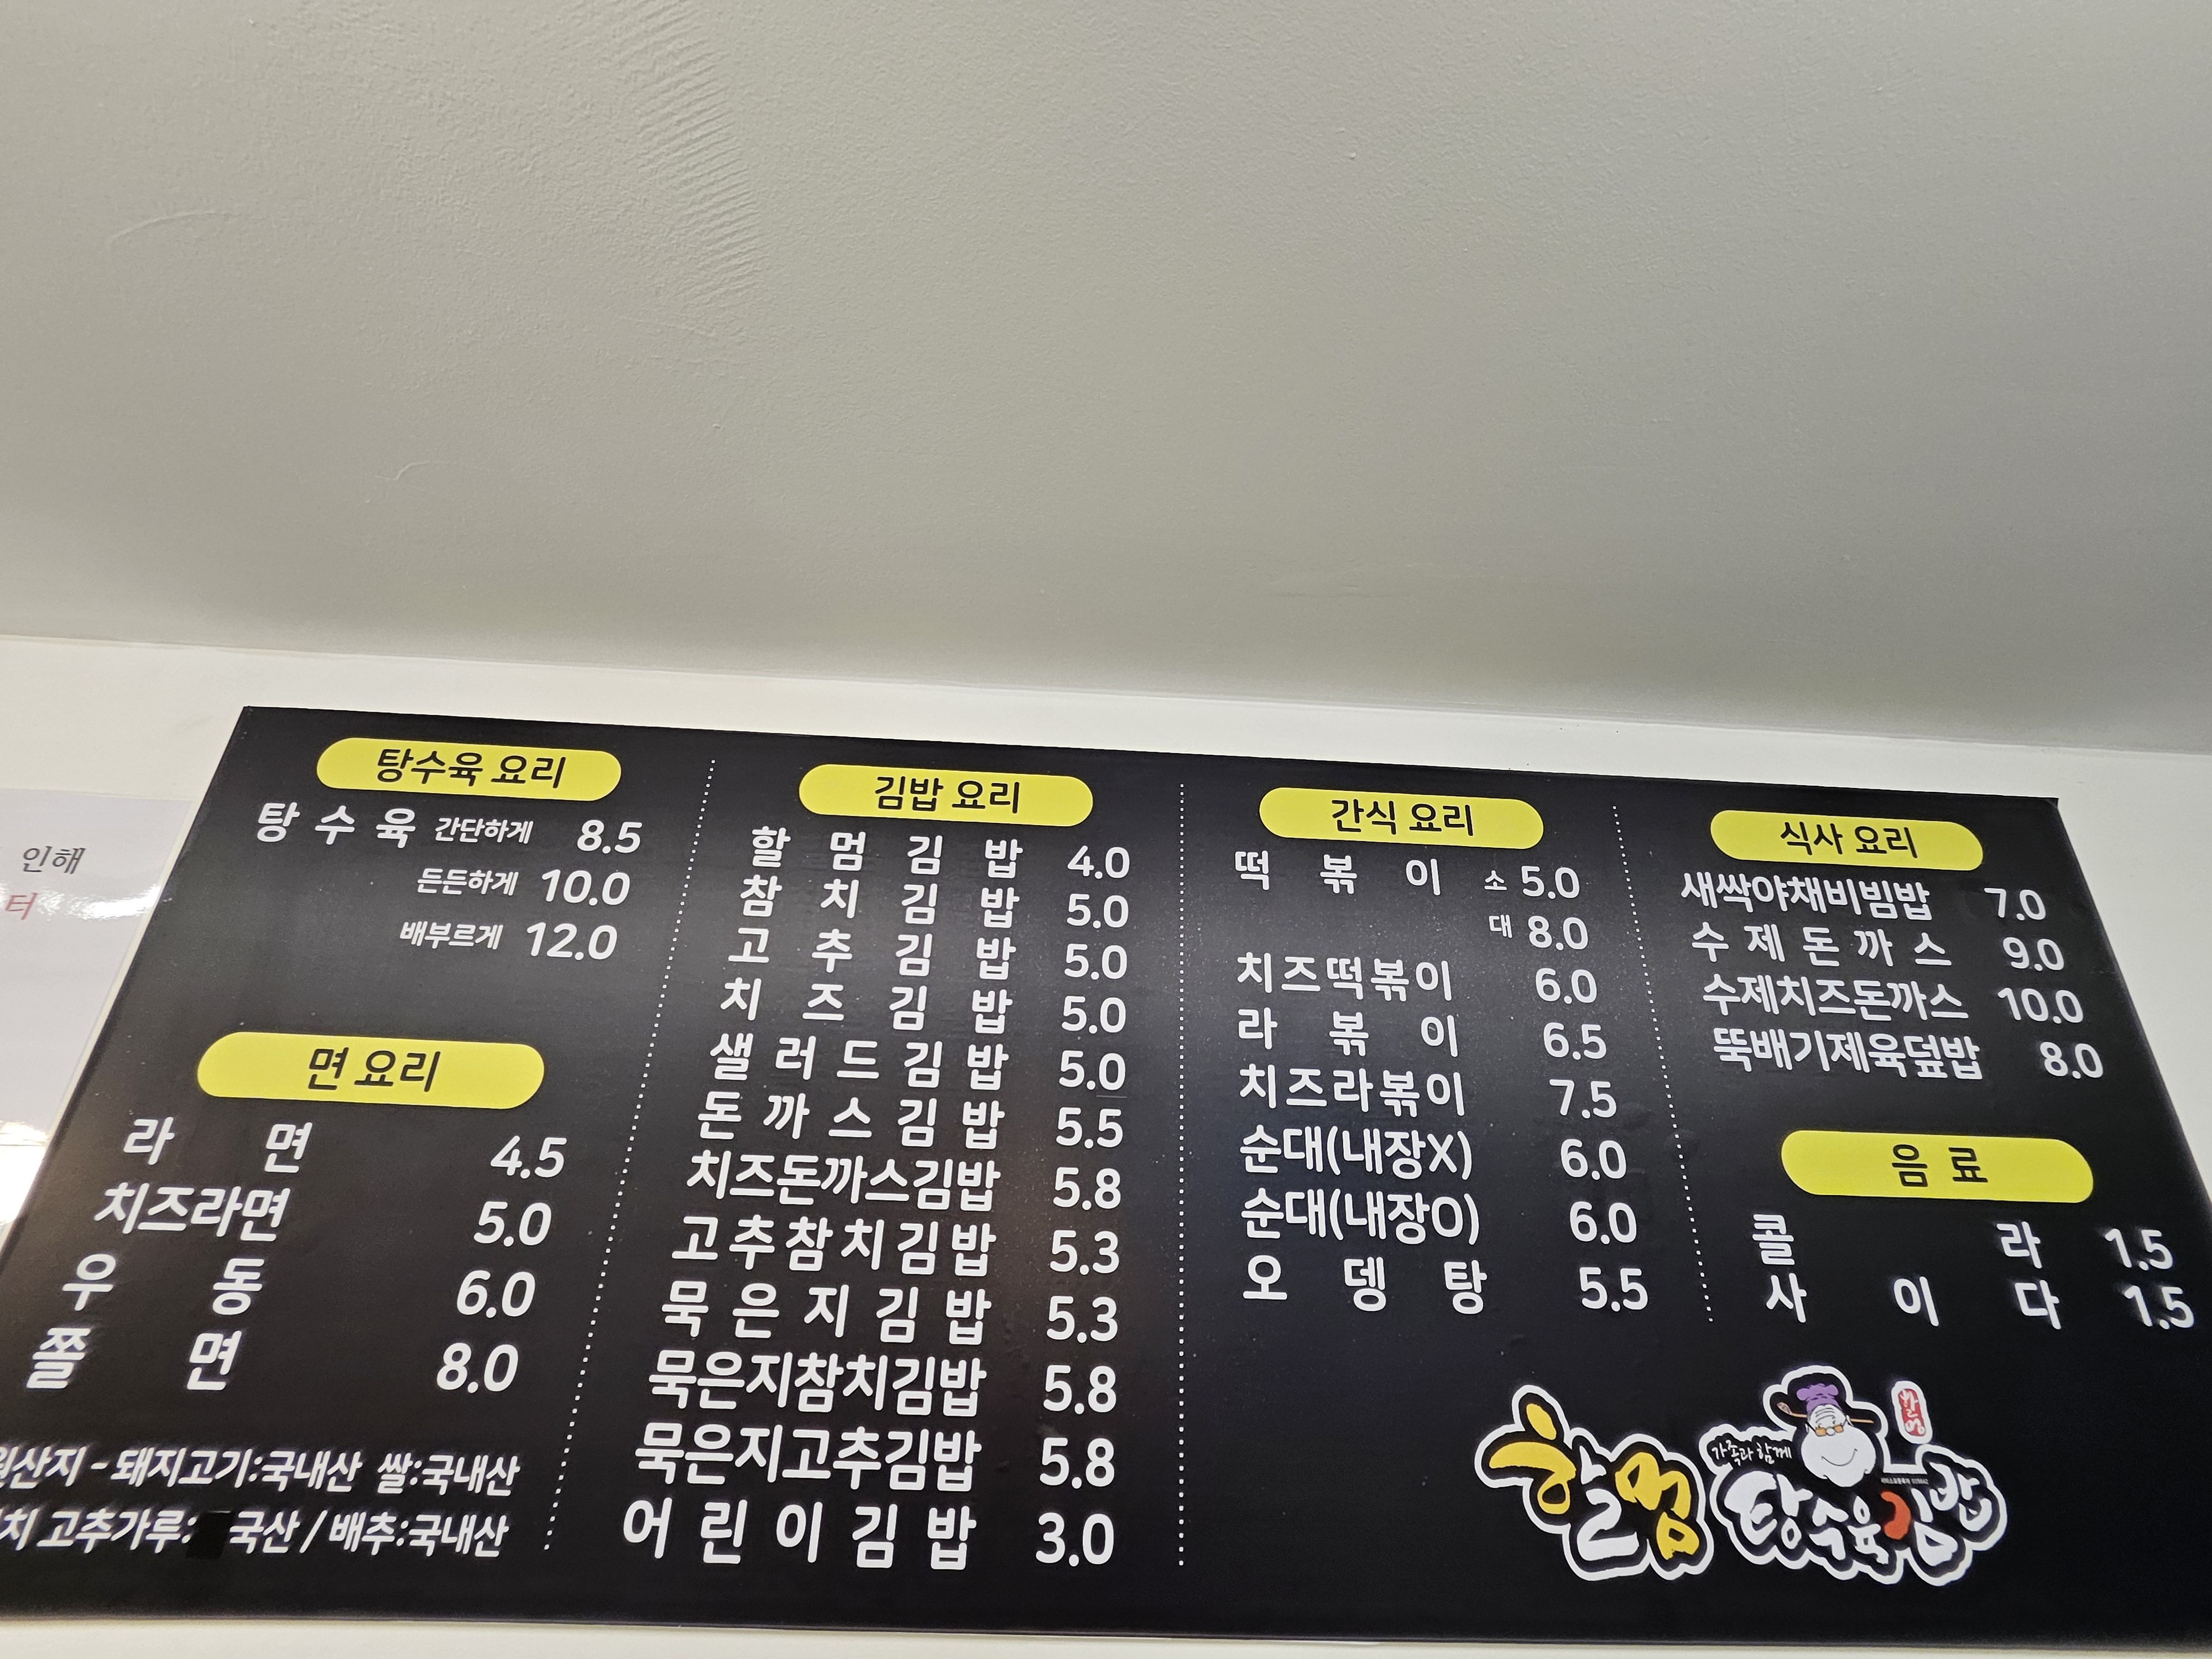 인해
터
탕수육 요리
탕수육 간단하게 8.5
든든하게 10.0
배부르게 12.0
면 요리
라면 4.5
치즈라면 5.0
우동 6.0
쫄면 8.0
원산지 - 돼지고기:국내산 쌀:국내산
치 고추가루: 국산 / 배추:국내산
김밥 요리
할멈김밥 4.0
참치김밥 5.0
고추김밥 5.0
치즈김밥 5.0
샐러드김밥 5.0
돈까스김밥 5.5
치즈돈까스김밥 5.8
고추참치김밥 5.3
묵은지김밥 5.3
묵은지참치김밥 5.8
묵은지고추김밥 5.8
어린이김밥 3.0
간식 요리
떡볶이 소 5.0
대 8.0
치즈떡볶이 6.0
라볶이 6.5
치즈라볶이 7.5
순대(내장X) 6.0
순대(내장O) 6.0
오뎅탕 5.5
식사 요리
새싹야채비빔밥 7.0
수제돈까스 9.0
수제치즈돈까스 10.0
뚝배기제육덮밥 8.0
음료
콜라 1.5
사이다 1.5
가족과 함께
할멈 탕수육김밥